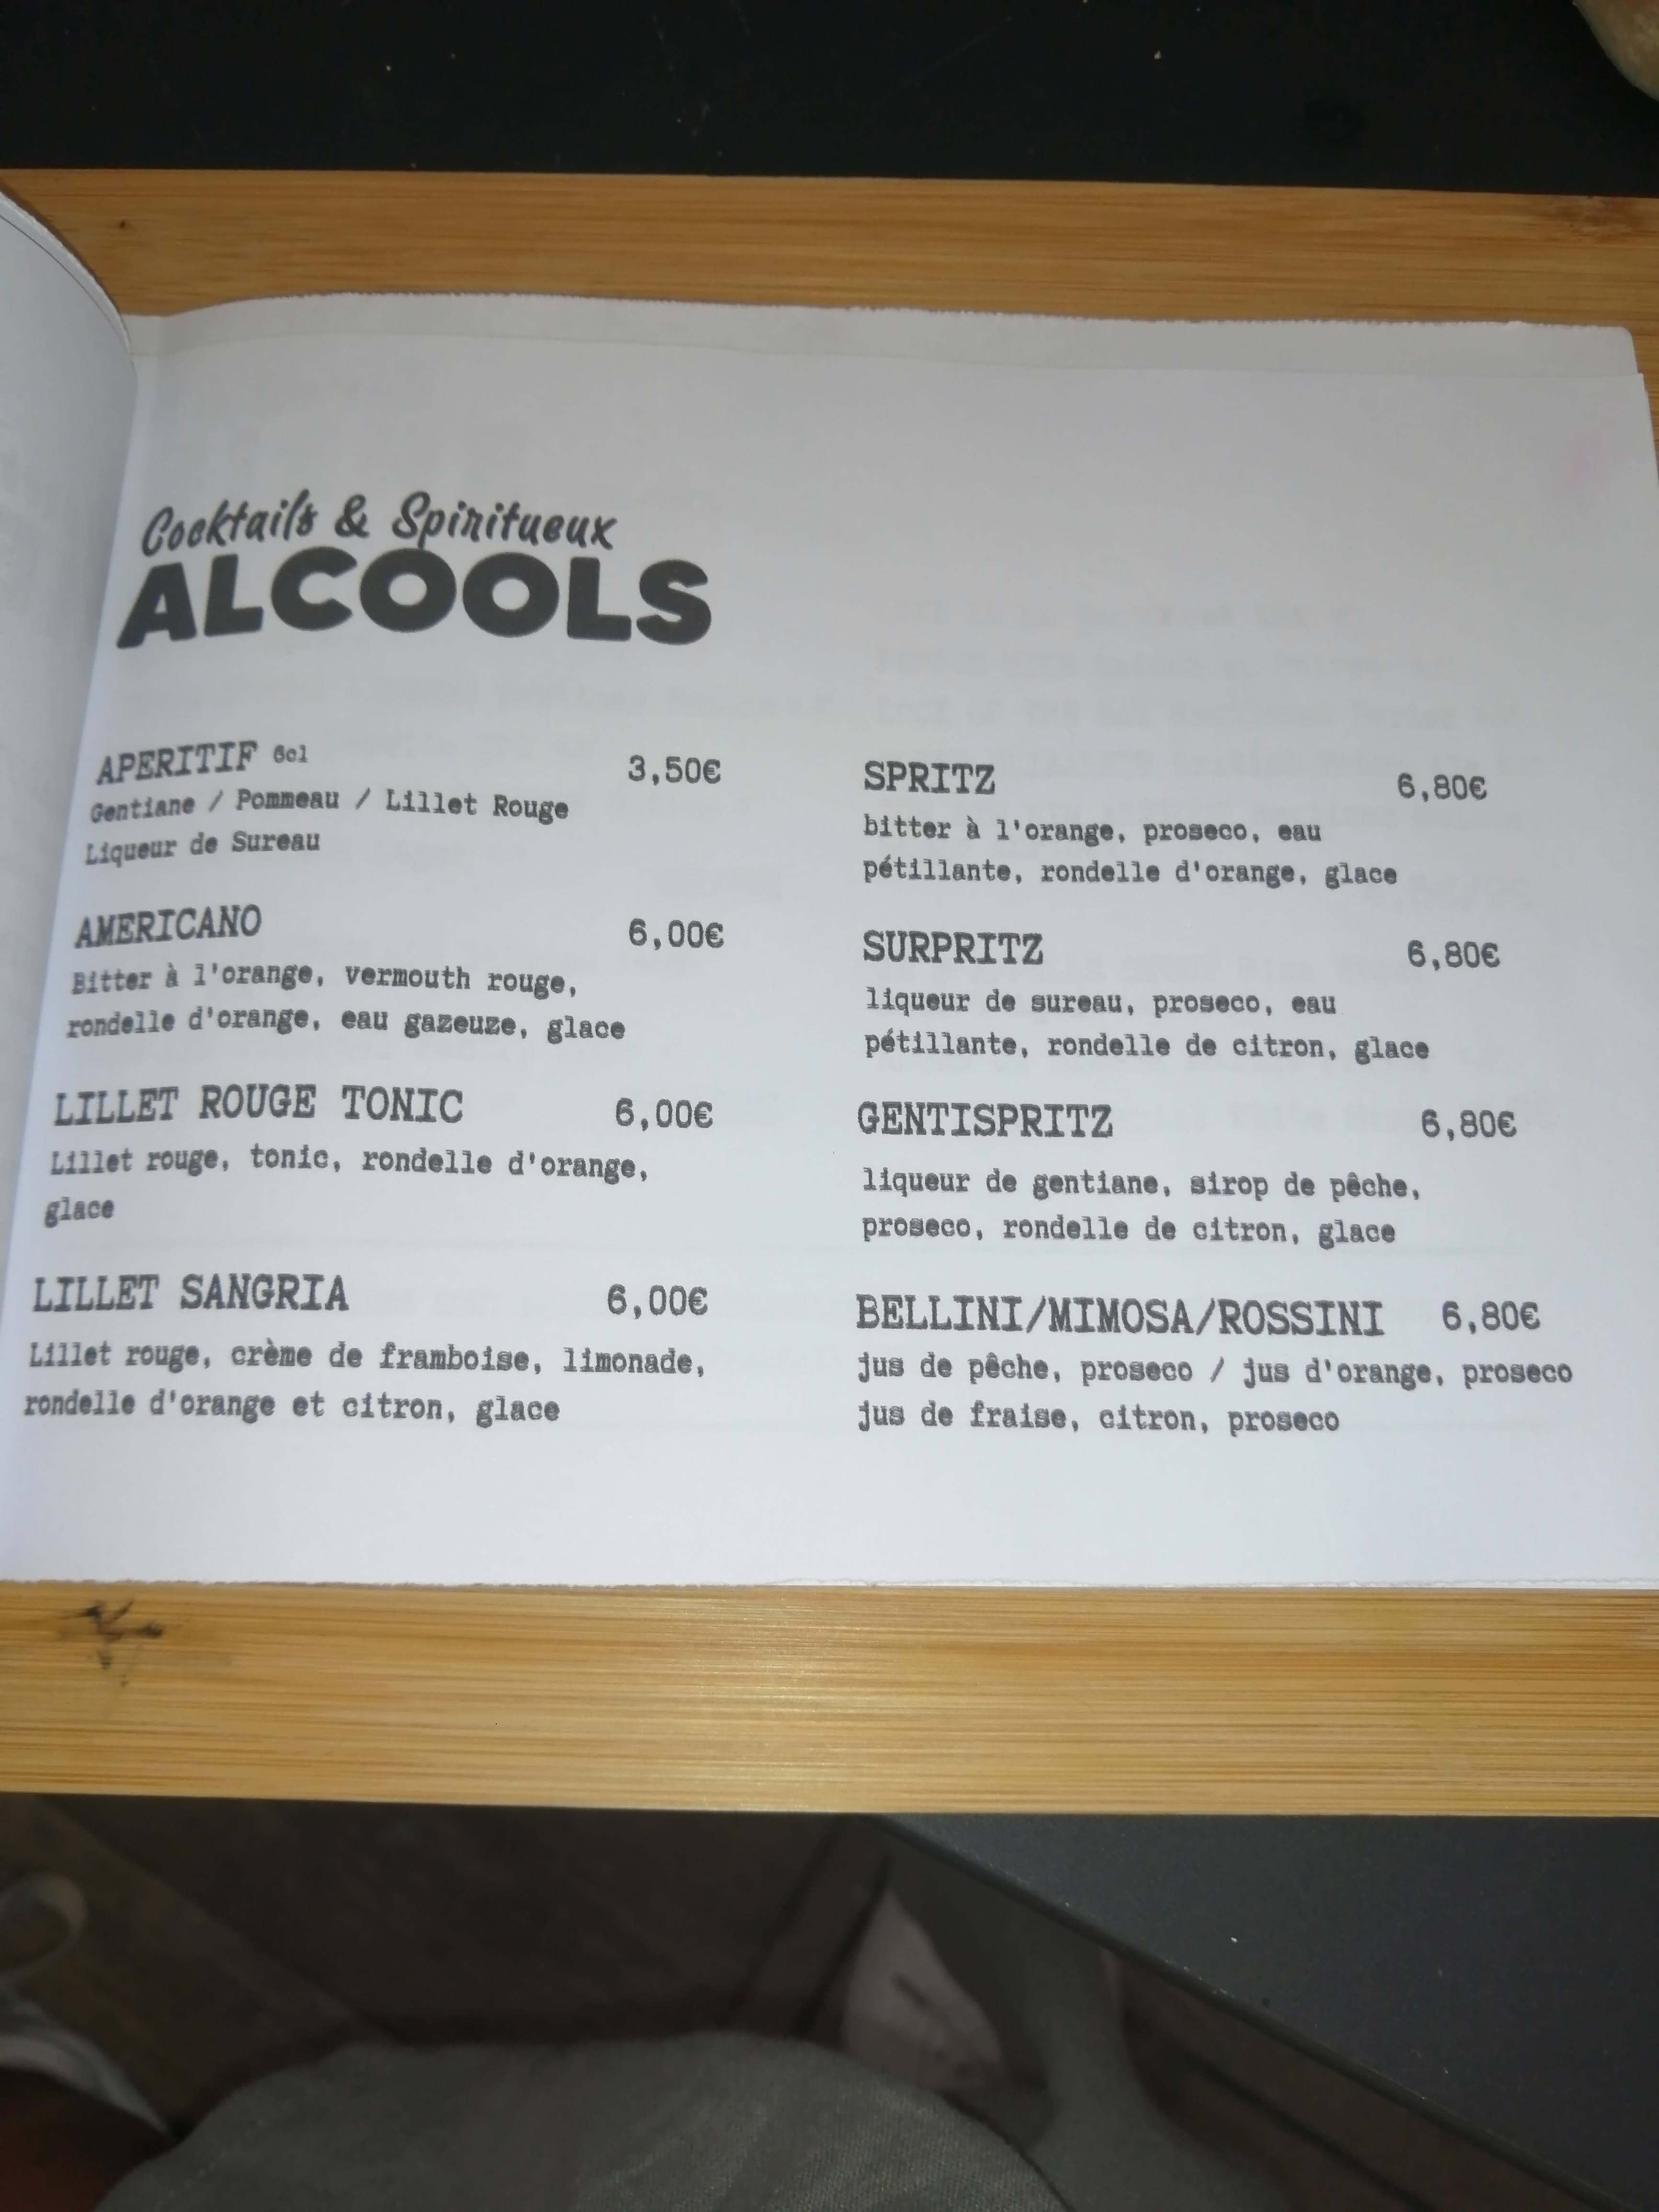 Cocktails & Spiritueux
ALCOOLS
APERITIF 6cl 3,50€
Gentiane / Pommeau / Lillet Rouge
Liqueur de Sureau
AMERICANO 6,00€
Bitter à l'orange, vermouth rouge,
rondelle d'orange, eau gazeuze, glace
LILLET ROUGE TONIC 6,00€
Lillet rouge, tonic, rondelle d'orange,
glace
LILLET SANGRIA 6,00€
Lillet rouge, crème de framboise, limonade,
rondelle d'orange et citron, glace
SPRITZ 6,80€
bitter à l'orange, proseco, eau
pétillante, rondelle d'orange, glace
SURPRITZ 6,80€
liqueur de sureau, proseco, eau
pétillante, rondelle de citron, glace
GENTISPRITZ 6,80€
liqueur de gentiane, sirop de pêche,
proseco, rondelle de citron, glace
BELLINI/MIMOSA/ROSSINI 6,80€
jus de pêche, proseco / jus d'orange, proseco
jus de fraise, citron, proseco